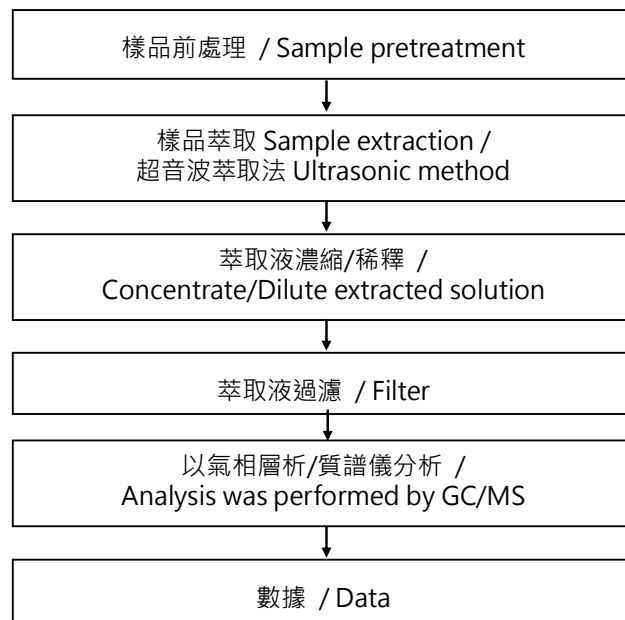 樣品前處理 / Sample pretreatment
樣品萃取 Sample extraction /
超音波萃取法 Ultrasonic method
萃取液濃縮/稀釋 /
Concentrate/Dilute extracted solution
萃取液過濾 / Filter
以氣相層析/質譜儀分析 /
Analysis was performed by GC/MS
數據 / Data